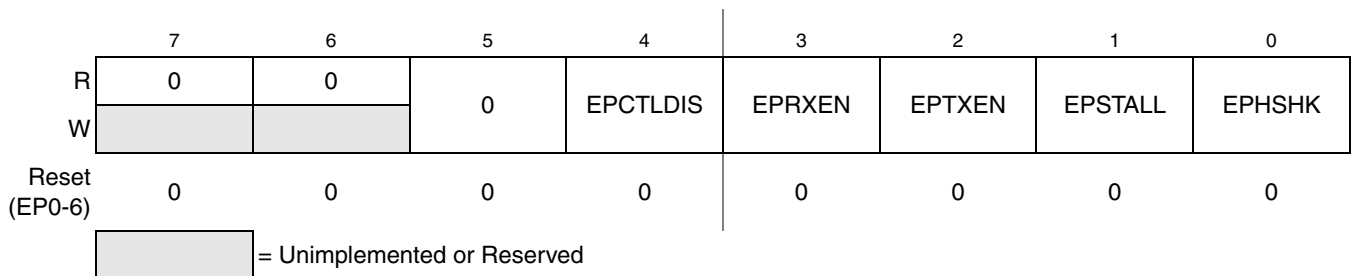 7 6 5 4 3 2 1 0
R 0 0 0 EPCTLDIS EPRXEN EPTXEN EPSTALL EPHSHK
W
Reset
(EP0-6) 0 0 0 0 0 0 0 0
= Unimplemented or Reserved